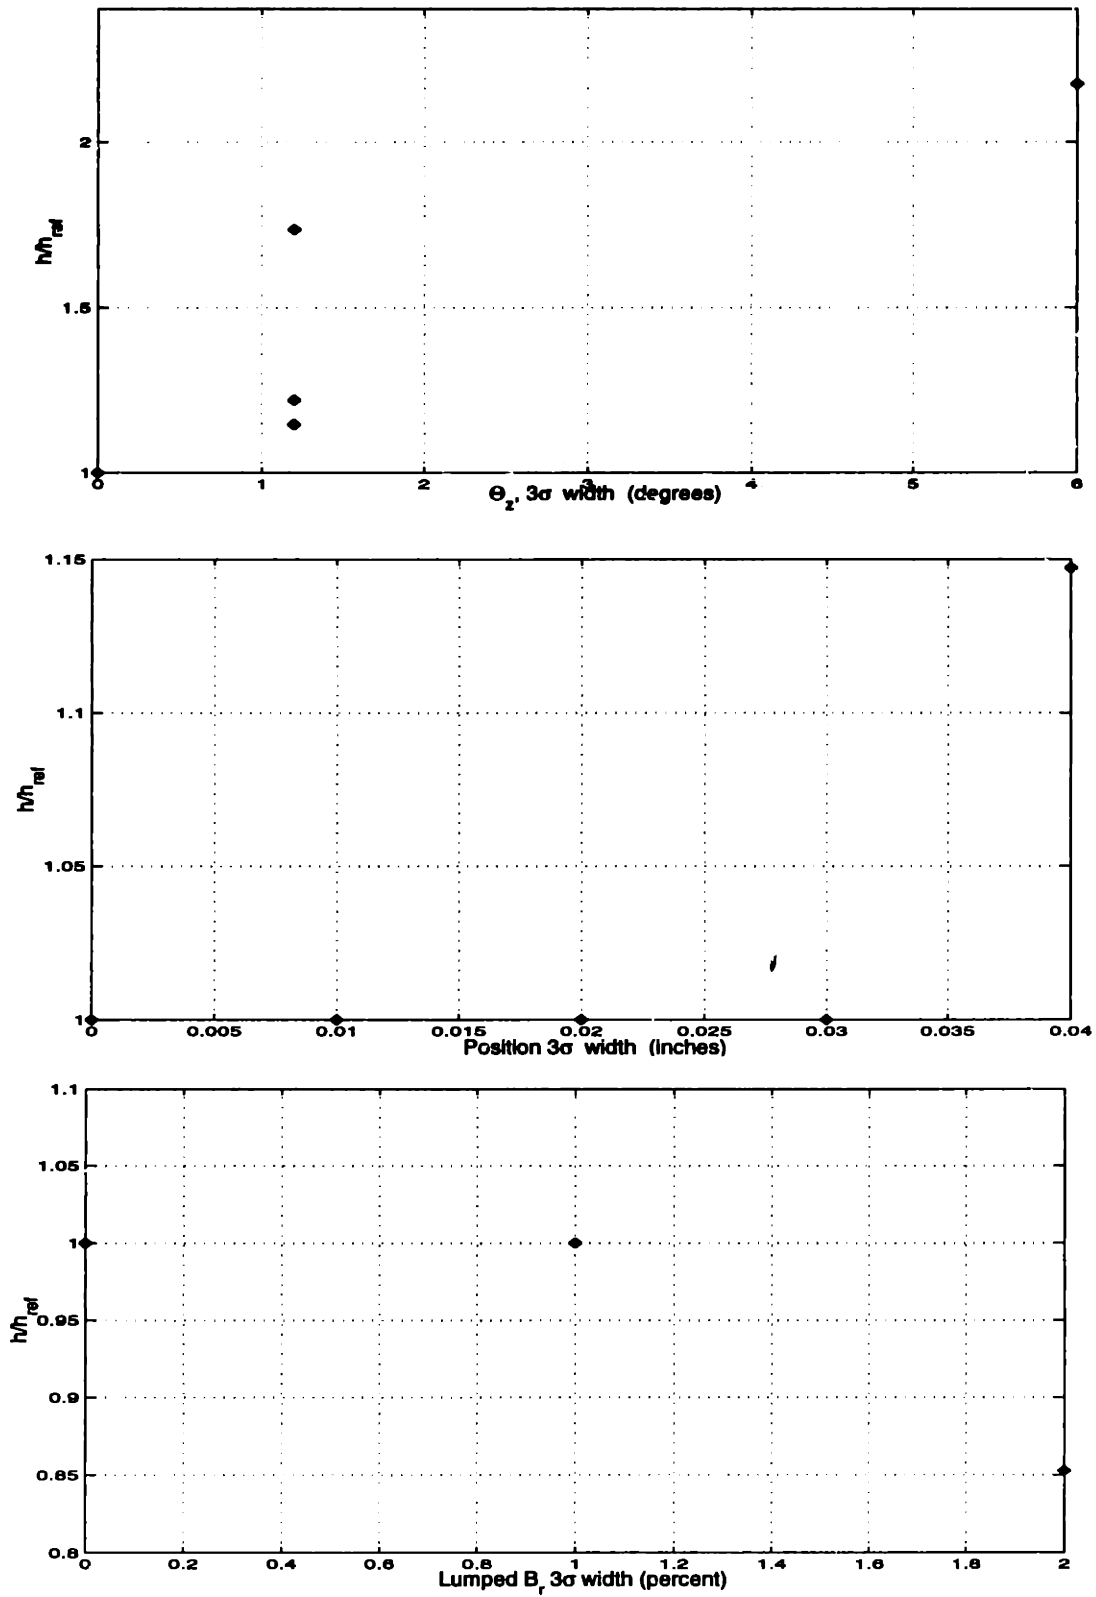 2
1.5
1
h/h_ref
0 1 2 3 4 5 6
Θ_z, 3σ width (degrees)
1.15
1.1
1.05
1
h/h_ref
0 0.005 0.01 0.015 0.02 0.025 0.03 0.035 0.04
Position 3σ width (inches)
1.1
1.05
1
0.95
0.9
0.85
0.8
h/h_ref
0 0.2 0.4 0.6 0.8 1 1.2 1.4 1.6 1.8 2
Lumped B_r 3σ width (percent)